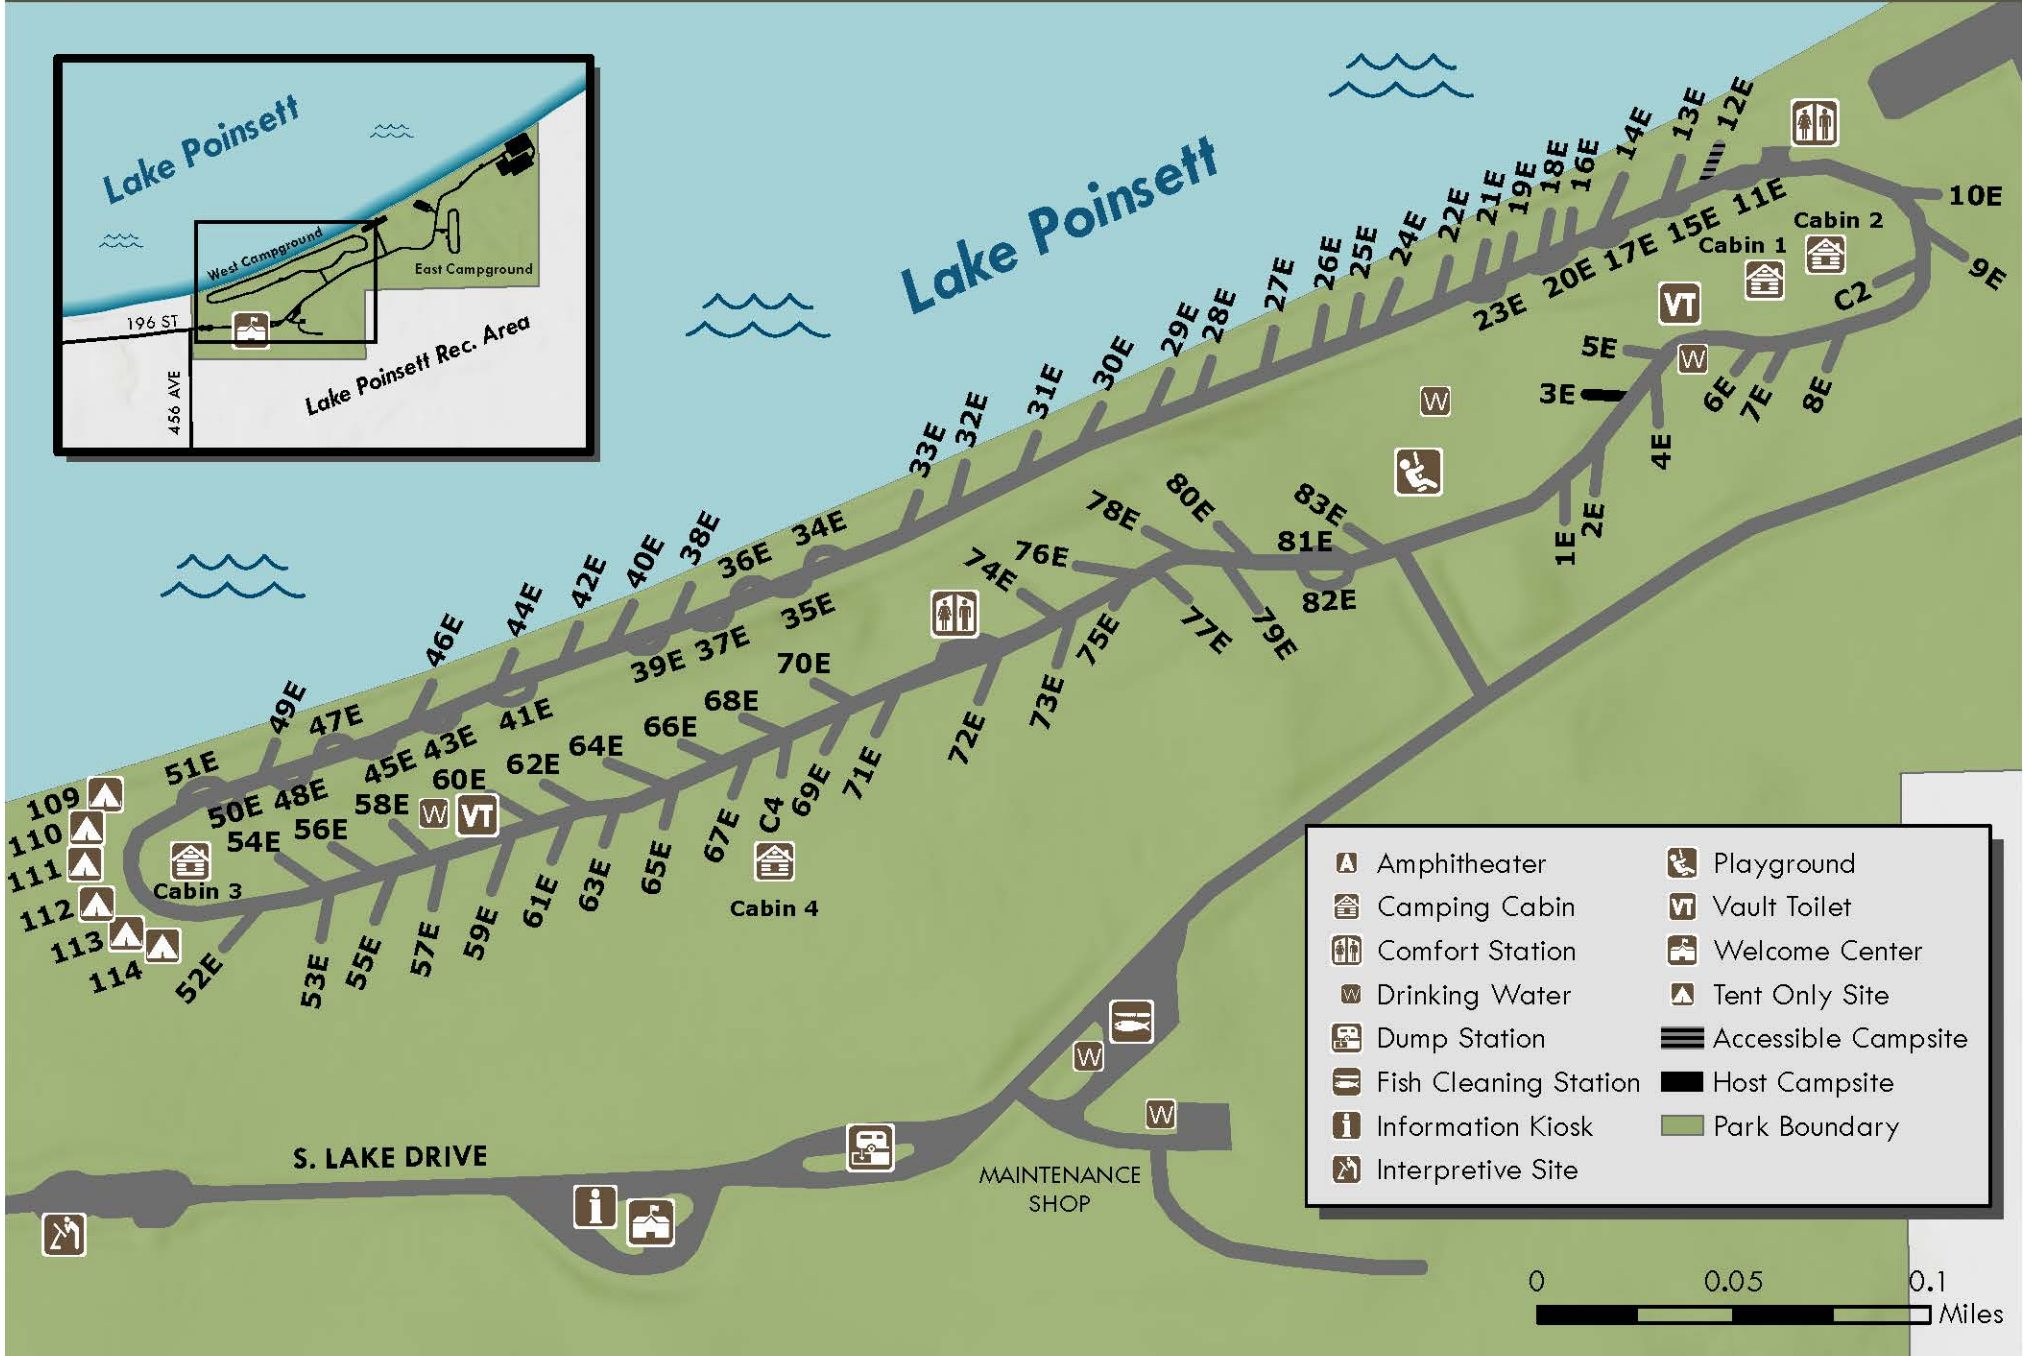 Lake Poinsett
West Campground
East Campground
196 ST
456 AVE
Lake Poinsett Rec. Area
Lake Poinsett
12E
13E
14E
16E
18E
19E
21E
22E
24E
25E
26E
27E
28E
29E
30E
31E
32E
33E
34E
36E
38E
40E
42E
44E
46E
47E
49E
51E
10E
9E
C2
Cabin 2
Cabin 1
11E
15E
17E
20E
23E
VT
W
5E
3E
4E
6E
7E
8E
W
1E
2E
83E
81E
82E
80E
79E
78E
77E
76E
75E
74E
73E
72E
35E
37E
39E
41E
43E
45E
48E
50E
70E
71E
68E
69E
C4
Cabin 4
66E
67E
64E
65E
62E
63E
60E
61E
W
VT
58E
59E
56E
57E
54E
55E
53E
52E
Cabin 3
109
110
111
112
113
114
W
W
MAINTENANCE
SHOP
S. LAKE DRIVE
i
A Amphitheater
Camping Cabin
Comfort Station
W Drinking Water
Dump Station
Fish Cleaning Station
i Information Kiosk
Interpretive Site
Playground
VT Vault Toilet
Welcome Center
Tent Only Site
Accessible Campsite
Host Campsite
Park Boundary
0 0.05 0.1
Miles